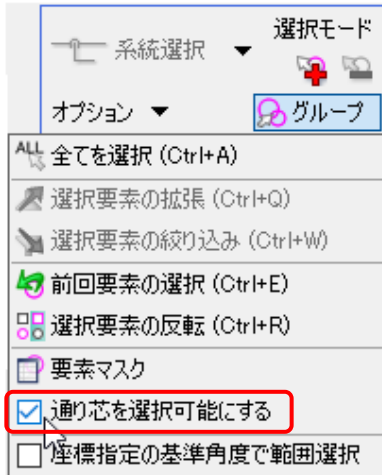 選択モード
系統選択 ▼
オプション ▼
グループ
ALL 全てを選択 (Ctrl+A)
選択要素の拡張 (Ctrl+Q)
選択要素の絞り込み (Ctrl+W)
前回要素の選択 (Ctrl+E)
選択要素の反転 (Ctrl+R)
要素マスク
通り芯を選択可能にする
座標指定の基準角度で範囲選択